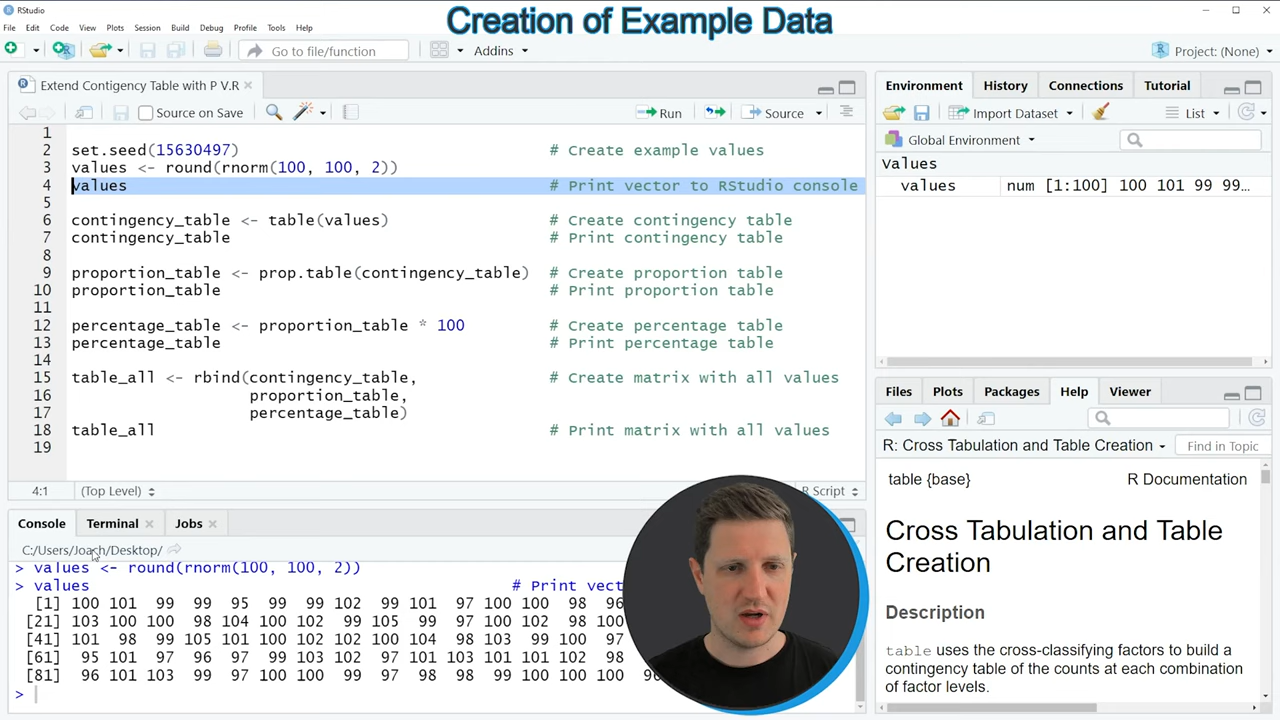 RStudio
Creation of Example Data
File Edit Code View Plots Session Build Debug Profile Tools Help
Go to file/function Addins Project: (None)
Extend Contigency Table with P V.R
Source on Save Run Source
1
2 set.seed(15630497) # Create example values
3 values <- round(rnorm(100, 100, 2))
4 values # Print vector to RStudio console
5
6 contingency_table <- table(values) # Create contingency table
7 contingency_table # Print contingency table
8
9 proportion_table <- prop.table(contingency_table) # Create proportion table
10 proportion_table # Print proportion table
11
12 percentage_table <- proportion_table * 100 # Create percentage table
13 percentage_table # Print percentage table
14
15 table_all <- rbind(contingency_table, # Create matrix with all values
16 proportion_table,
17 percentage_table)
18 table_all # Print matrix with all values
19
4:1 (Top Level) R Script
Console Terminal Jobs
C:/Users/Joach/Desktop/
> values <- round(rnorm(100, 100, 2))
> values # Print vect
[1] 100 101 99 99 95 99 99 102 99 101 97 100 100 98 96
[21] 103 100 100 98 104 100 102 99 105 99 97 100 102 98 100
[41] 101 98 99 105 101 100 102 102 100 104 98 103 99 100 97
[61] 95 101 97 96 97 99 103 102 97 101 103 101 101 102 98
[81] 96 101 103 99 97 100 100 99 97 98 98 99 100 100 100
>
Environment History Connections Tutorial
Import Dataset List
Global Environment
Values
values num [1:100] 100 101 99 99…
Files Plots Packages Help Viewer
R: Cross Tabulation and Table Creation Find in Topic
table {base} R Documentation
Cross Tabulation and Table
Creation
Description
table uses the cross-classifying factors to build a
contingency table of the counts at each combination
of factor levels.